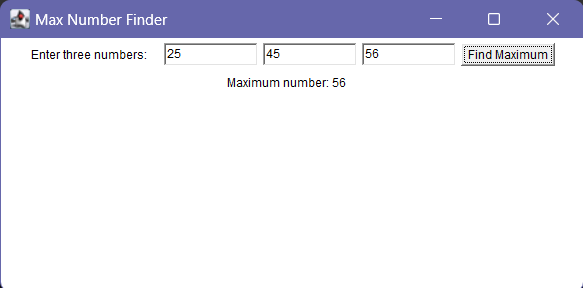 Max Number Finder
Enter three numbers: 25 45 56 Find Maximum
Maximum number: 56